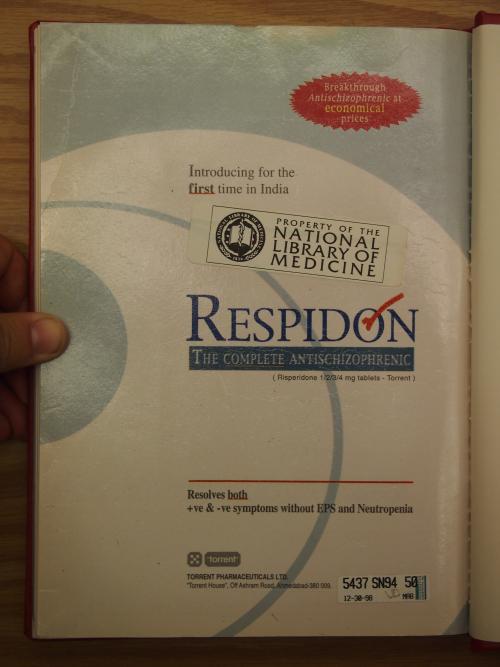 Breakthrough
Antischizophrenic at
economical
prices
Introducing for the
first time in India
PROPERTY OF THE
NATIONAL
LIBRARY OF
MEDICINE
RESPIDON
THE COMPLETE ANTISCHIZOPHRENIC
( Risperidone 1/2/3/4 mg tablets - Torrent )
Resolves both
+ve & -ve symptoms without EPS and Neutropenia
torrent
TORRENT PHARMACEUTICALS LTD.
"Torrent House", Off Ashram Road, Ahmedabad-380 009.
5437 SN94 50
12-30-98 MAB